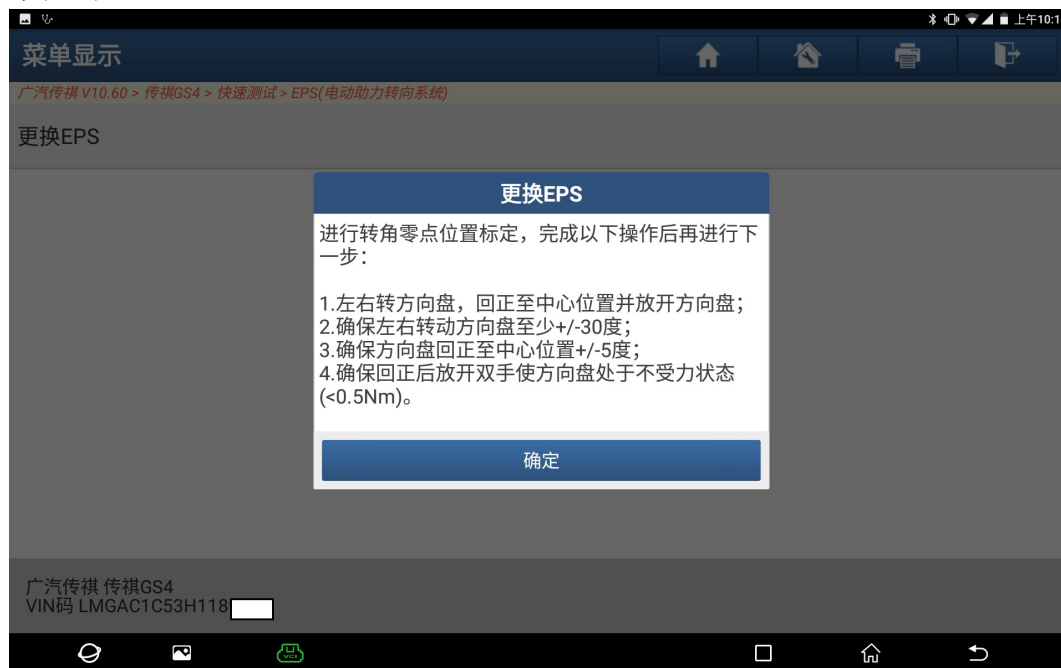 上午10:1
菜单显示
广汽传祺 V10.60 > 传祺GS4 > 快速测试 > EPS(电动助力转向系统)
更换EPS
更换EPS
进行转角零点位置标定，完成以下操作后再进行下
一步：
1.左右转方向盘，回正至中心位置并放开方向盘；
2.确保左右转动方向盘至少+/-30度；
3.确保方向盘回正至中心位置+/-5度；
4.确保回正后放开双手使方向盘处于不受力状态
(<0.5Nm)。
确定
广汽传祺 传祺GS4
VIN码 LMGAC1C53H118
VCI